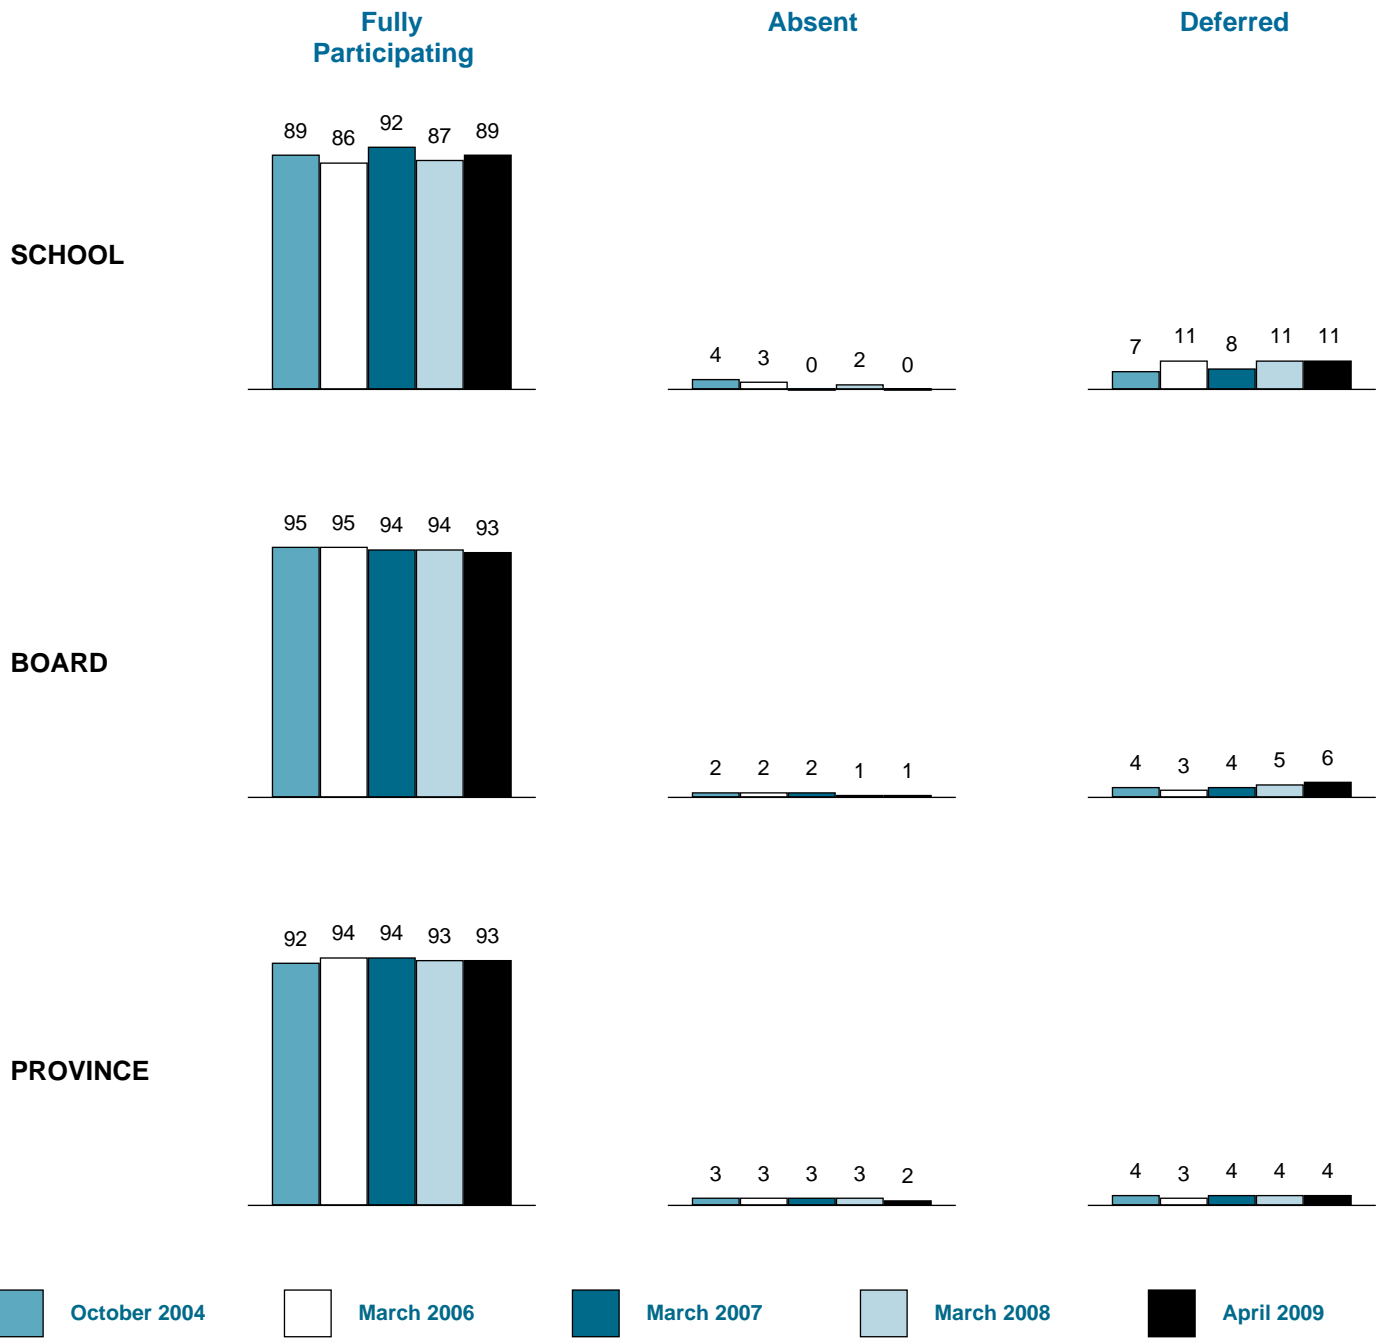 Fully
Participating
Absent
Deferred
89 86 92 87 89
4 3 0 2 0
7 11 8 11 11
SCHOOL
95 95 94 94 93
2 2 2 1 1
4 3 4 5 6
BOARD
92 94 94 93 93
3 3 3 3 2
4 3 4 4 4
PROVINCE
October 2004
March 2006
March 2007
March 2008
April 2009